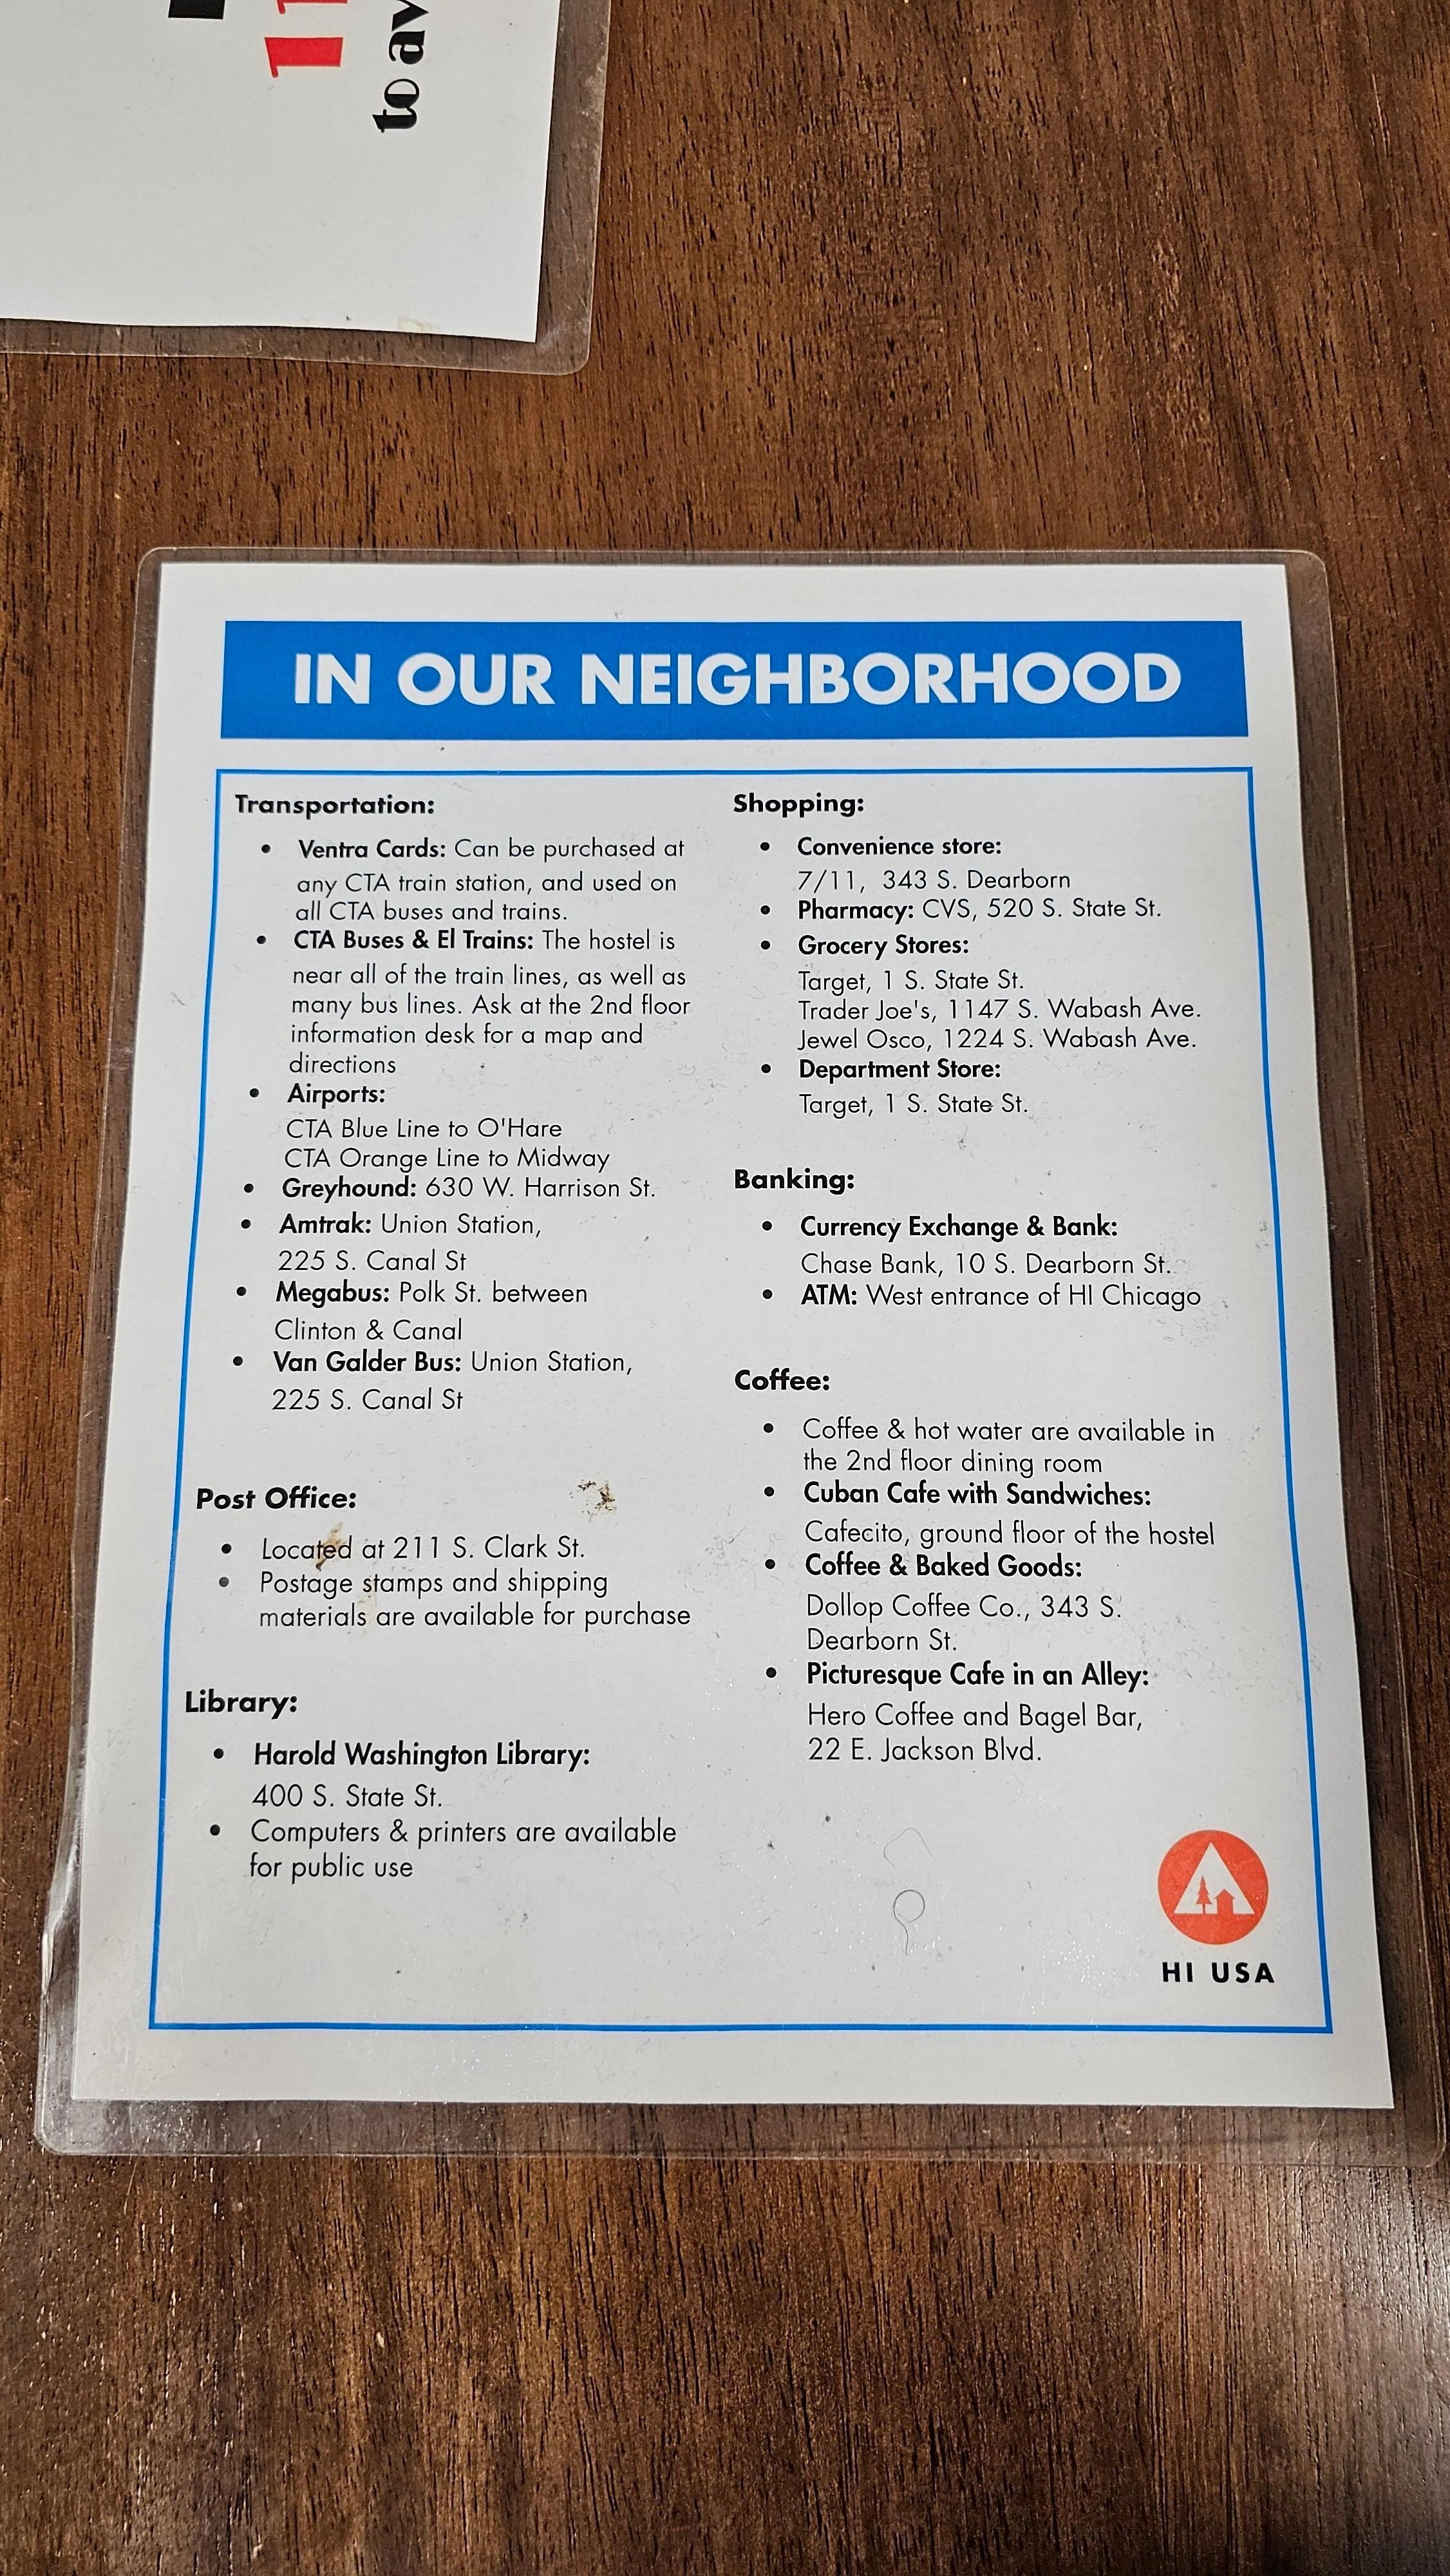 to av
IN OUR NEIGHBORHOOD
Transportation:
• Ventra Cards: Can be purchased at
any CTA train station, and used on
all CTA buses and trains.
• CTA Buses & El Trains: The hostel is
near all of the train lines, as well as
many bus lines. Ask at the 2nd floor
information desk for a map and
directions
• Airports:
CTA Blue Line to O'Hare
CTA Orange Line to Midway
• Greyhound: 630 W. Harrison St.
• Amtrak: Union Station,
225 S. Canal St
• Megabus: Polk St. between
Clinton & Canal
• Van Galder Bus: Union Station,
225 S. Canal St
Post Office:
• Located at 211 S. Clark St.
• Postage stamps and shipping
materials are available for purchase
Library:
• Harold Washington Library:
400 S. State St.
• Computers & printers are available
for public use
Shopping:
• Convenience store:
7/11, 343 S. Dearborn
• Pharmacy: CVS, 520 S. State St.
• Grocery Stores:
Target, 1 S. State St.
Trader Joe's, 1147 S. Wabash Ave.
Jewel Osco, 1224 S. Wabash Ave.
• Department Store:
Target, 1 S. State St.
Banking:
• Currency Exchange & Bank:
Chase Bank, 10 S. Dearborn St.
• ATM: West entrance of HI Chicago
Coffee:
• Coffee & hot water are available in
the 2nd floor dining room
• Cuban Cafe with Sandwiches:
Cafecito, ground floor of the hostel
• Coffee & Baked Goods:
Dollop Coffee Co., 343 S.
Dearborn St.
• Picturesque Cafe in an Alley:
Hero Coffee and Bagel Bar,
22 E. Jackson Blvd.
HI USA